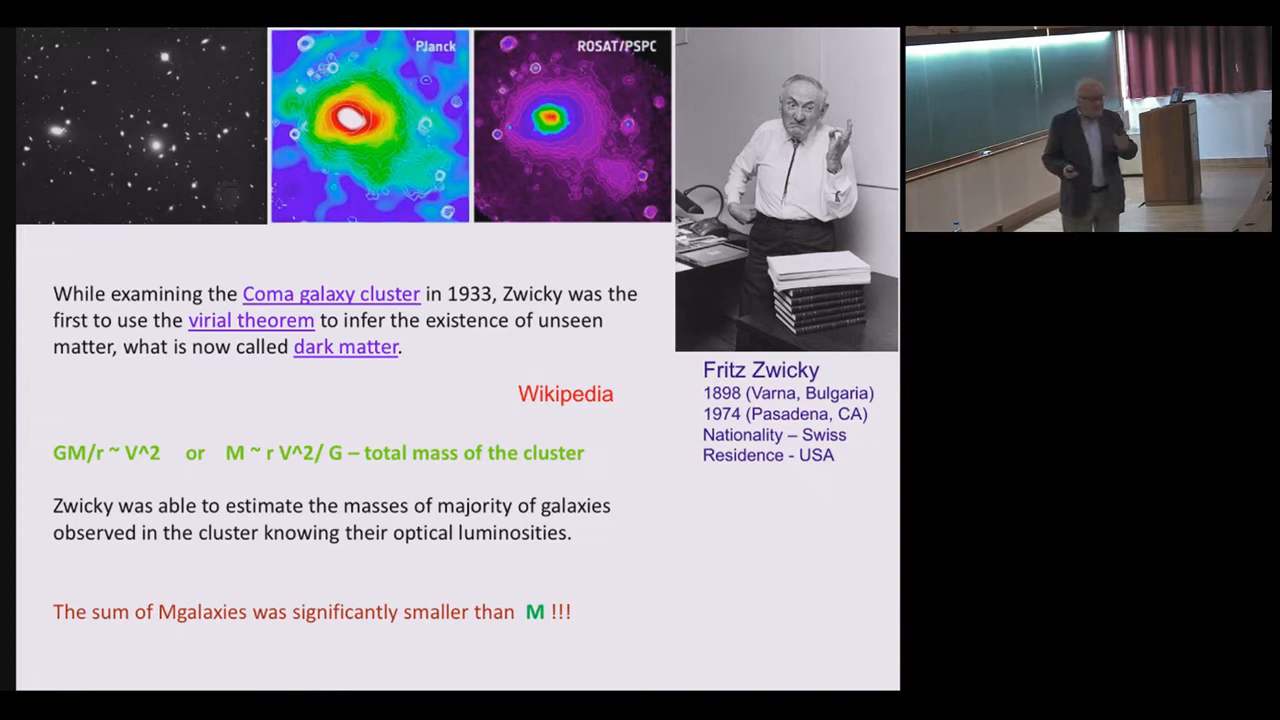 Planck
ROSAT/PSPC
While examining the Coma galaxy cluster in 1933, Zwicky was the
first to use the virial theorem to infer the existence of unseen
matter, what is now called dark matter.
Wikipedia
GM/r ~ V^2 or M ~ r V^2/ G – total mass of the cluster
Zwicky was able to estimate the masses of majority of galaxies
observed in the cluster knowing their optical luminosities.
The sum of Mgalaxies was significantly smaller than M !!!
Fritz Zwicky
1898 (Varna, Bulgaria)
1974 (Pasadena, CA)
Nationality – Swiss
Residence - USA